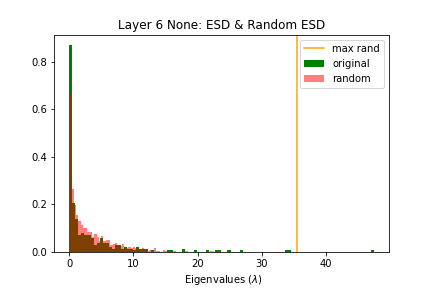 Layer 6 None: ESD & Random ESD
max rand
original
random
0.8
0.6
0.4
0.2
0.0
0 10 20 30 40
Eigenvalues (λ)